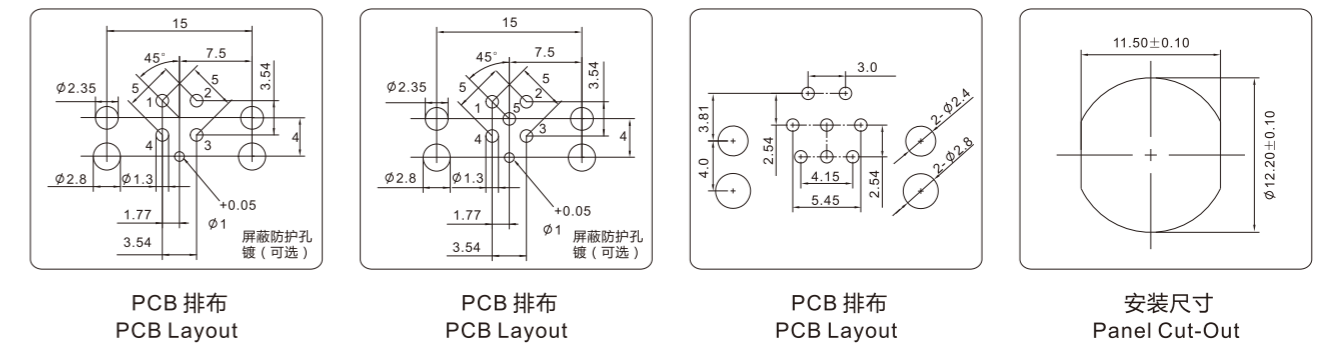 15
45°
7.5
Ø2.35
5
5
3.54
1
2
4
3
4
Ø2.8
Ø1.3
+0.05
Ø1
1.77
3.54
屏蔽防护孔
镀（可选）
PCB 排布
PCB Layout
15
45°
7.5
Ø2.35
5
5
3.54
1
2
5
4
3
4
Ø2.8
Ø1.3
+0.05
Ø1
1.77
3.54
屏蔽防护孔
镀（可选）
PCB 排布
PCB Layout
3.0
3.81
2.54
4.0
2-Ø2.4
2-Ø2.8
4.15
2.54
5.45
PCB 排布
PCB Layout
11.50±0.10
Ø12.20±0.10
安装尺寸
Panel Cut-Out